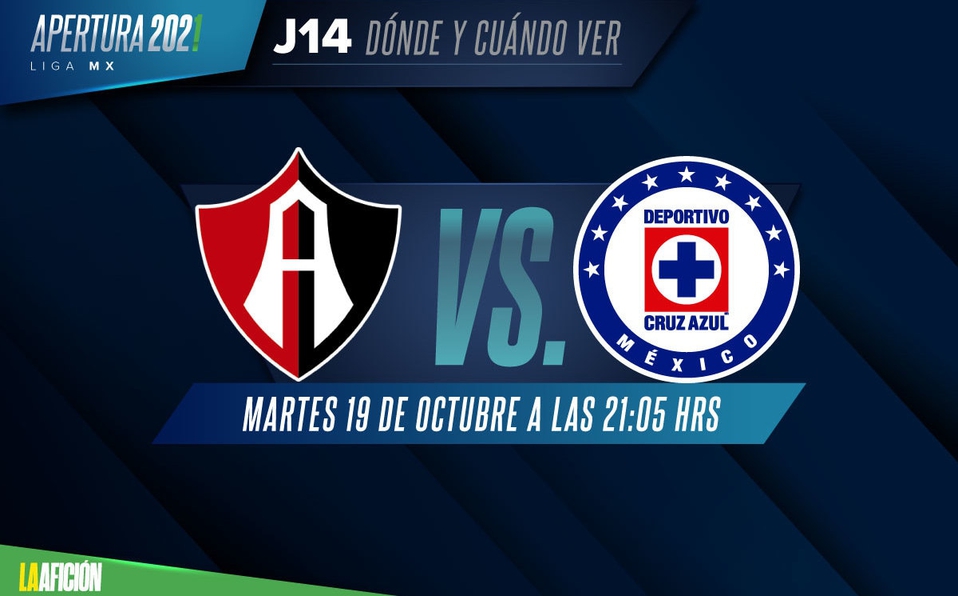 APERTURA 2021
LIGA MX
J14 DÓNDE Y CUÁNDO VER
A
VS.
DEPORTIVO
CRUZ AZUL
MÉXICO
MARTES 19 DE OCTUBRE A LAS 21:05 HRS
LAAFICIÓN